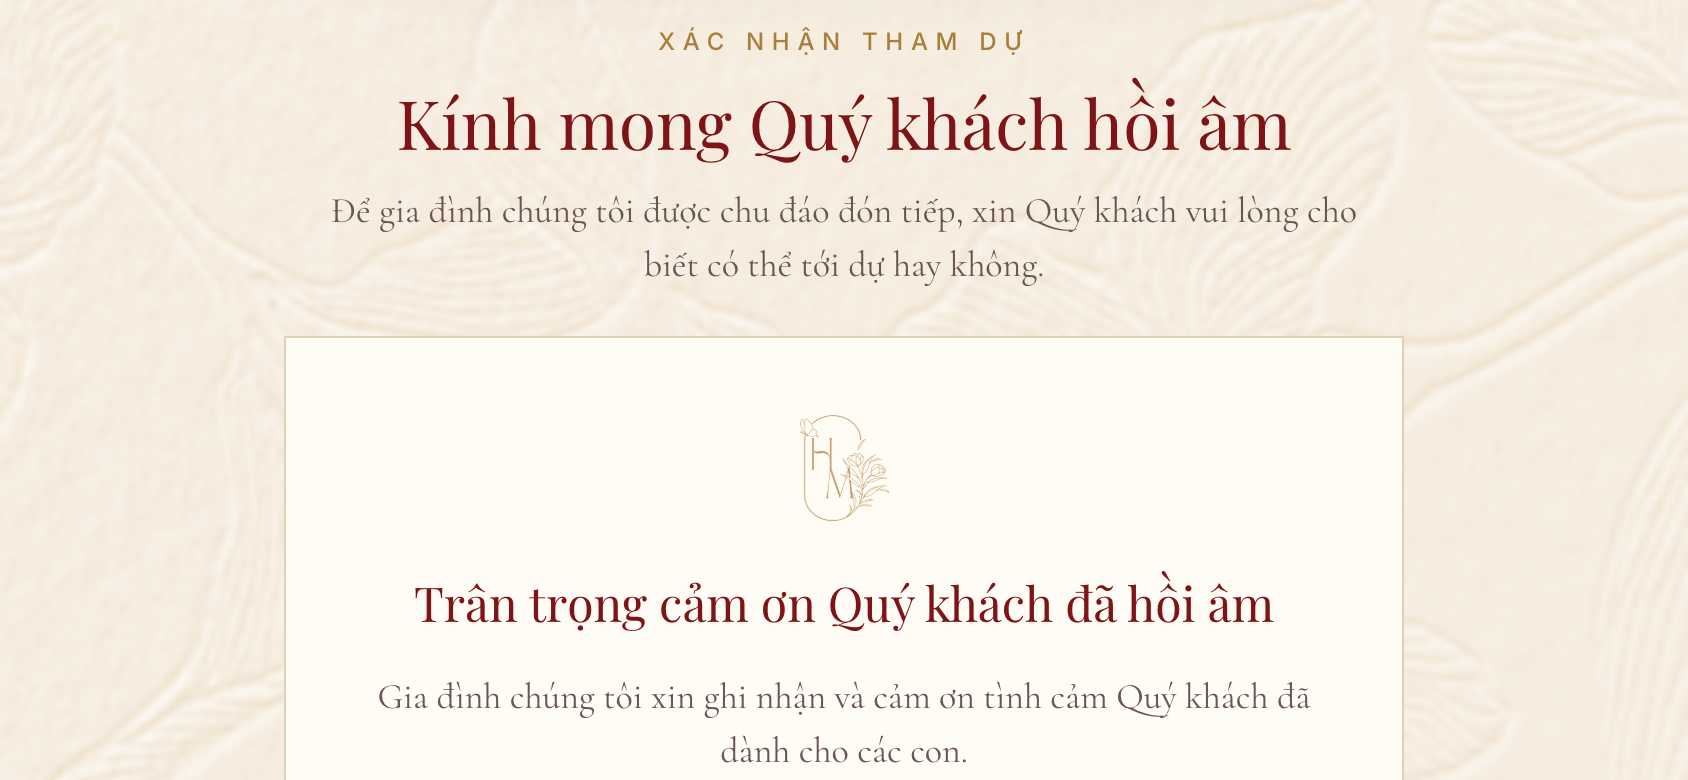 XÁC NHẬN THAM DỰ
Kính mong Quý khách hồi âm
Để gia đình chúng tôi được chu đáo đón tiếp, xin Quý khách vui lòng cho
biết có thể tới dự hay không.
H
M
Trân trọng cảm ơn Quý khách đã hồi âm
Gia đình chúng tôi xin ghi nhận và cảm ơn tình cảm Quý khách đã
dành cho các con.